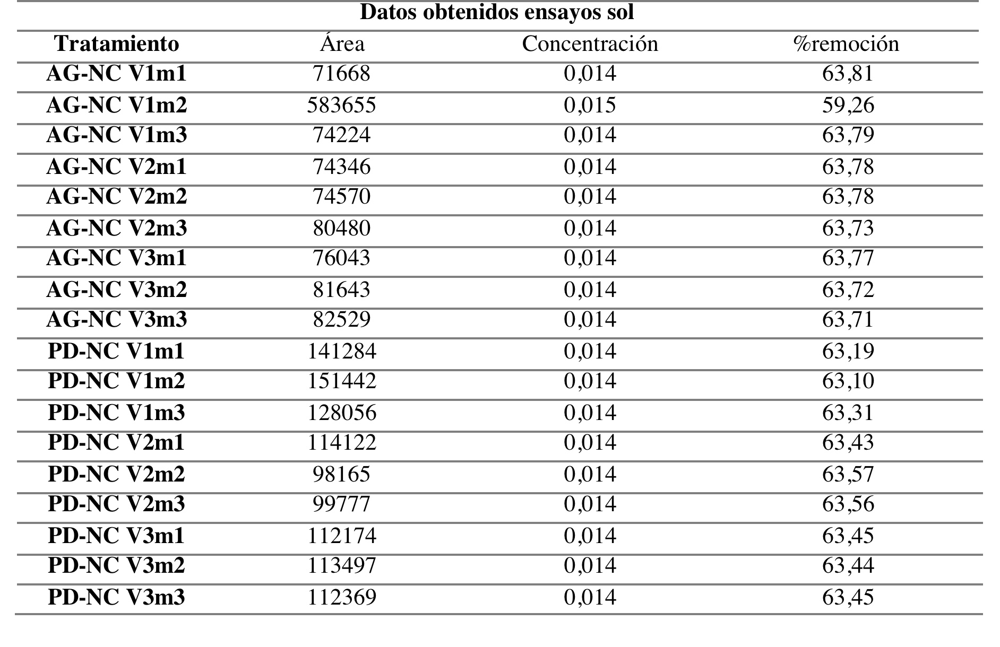 Datos obtenidos ensayos sol
Tratamiento Área Concentración %remoción
AG-NC V1m1 71668 0,014 63,81
AG-NC V1m2 583655 0,015 59,26
AG-NC V1m3 74224 0,014 63,79
AG-NC V2m1 74346 0,014 63,78
AG-NC V2m2 74570 0,014 63,78
AG-NC V2m3 80480 0,014 63,73
AG-NC V3m1 76043 0,014 63,77
AG-NC V3m2 81643 0,014 63,72
AG-NC V3m3 82529 0,014 63,71
PD-NC V1m1 141284 0,014 63,19
PD-NC V1m2 151442 0,014 63,10
PD-NC V1m3 128056 0,014 63,31
PD-NC V2m1 114122 0,014 63,43
PD-NC V2m2 98165 0,014 63,57
PD-NC V2m3 99777 0,014 63,56
PD-NC V3m1 112174 0,014 63,45
PD-NC V3m2 113497 0,014 63,44
PD-NC V3m3 112369 0,014 63,45